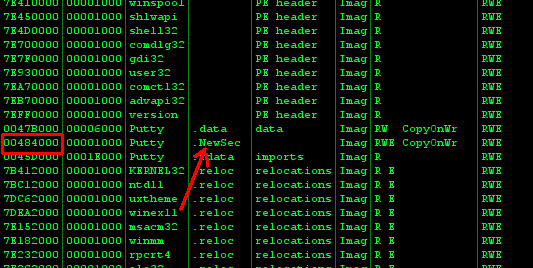 7E410000 00001000 winspool PE header Imag R RWE
7E450000 00001000 shlwapi PE header Imag R RWE
7E4D0000 00001000 shell32 PE header Imag R RWE
7E700000 00001000 comdlg32 PE header Imag R RWE
7E7F0000 00001000 gdi32 PE header Imag R RWE
7E930000 00001000 user32 PE header Imag R RWE
7EA70000 00001000 comctl32 PE header Imag R RWE
7EB70000 00001000 advapi32 PE header Imag R RWE
7EFF0000 00001000 version PE header Imag R RWE
0047B000 00006000 Putty .data data Imag RW CopyOnWr RWE
00484000 00001000 Putty .NewSec Imag RWE CopyOnWr RWE
0045D000 0001E000 Putty imports Imag R RWE
7B412000 00001000 KERNEL32 .reloc relocations Imag R E RWE
7BC12000 00001000 ntdll .reloc relocations Imag R E RWE
7DC62000 00001000 uxtheme .reloc relocations Imag R E RWE
7DEA2000 00001000 winex11 .reloc relocations Imag R E RWE
7E152000 00001000 msacm32 .reloc relocations Imag R E RWE
7E182000 00001000 winmm .reloc relocations Imag R E RWE
7E232000 00001000 rpcrt4 .reloc relocations Imag R E RWE